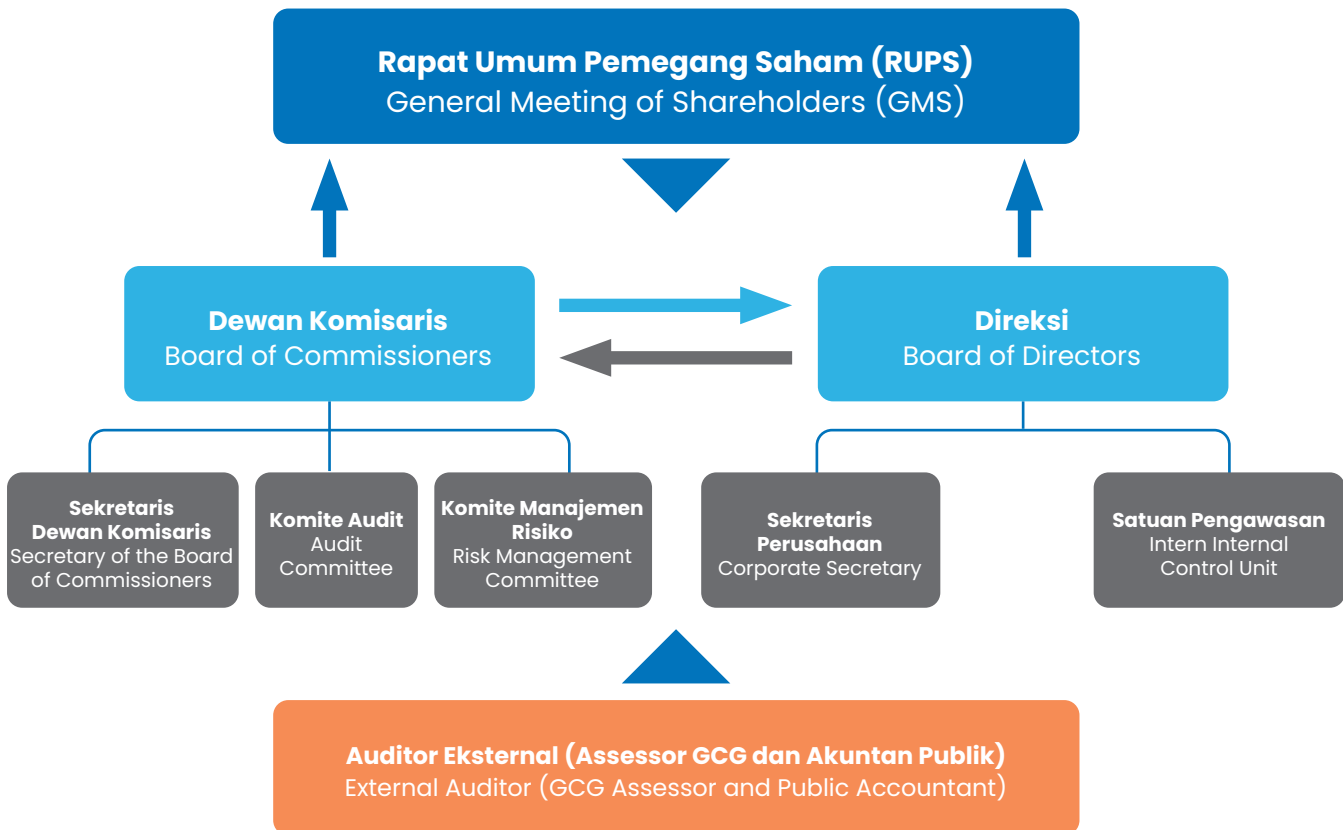 Rapat Umum Pemegang Saham (RUPS)
General Meeting of Shareholders (GMS)
Dewan Komisaris
Board of Commissioners
Direksi
Board of Directors
Sekretaris
Dewan Komisaris
Secretary of the Board
of Commissioners
Komite Audit
Audit
Committee
Komite Manajemen
Risiko
Risk Management
Committee
Sekretaris
Perusahaan
Corporate Secretary
Satuan Pengawasan
Intern Internal
Control Unit
Auditor Eksternal (Assessor GCG dan Akuntan Publik)
External Auditor (GCG Assessor and Public Accountant)